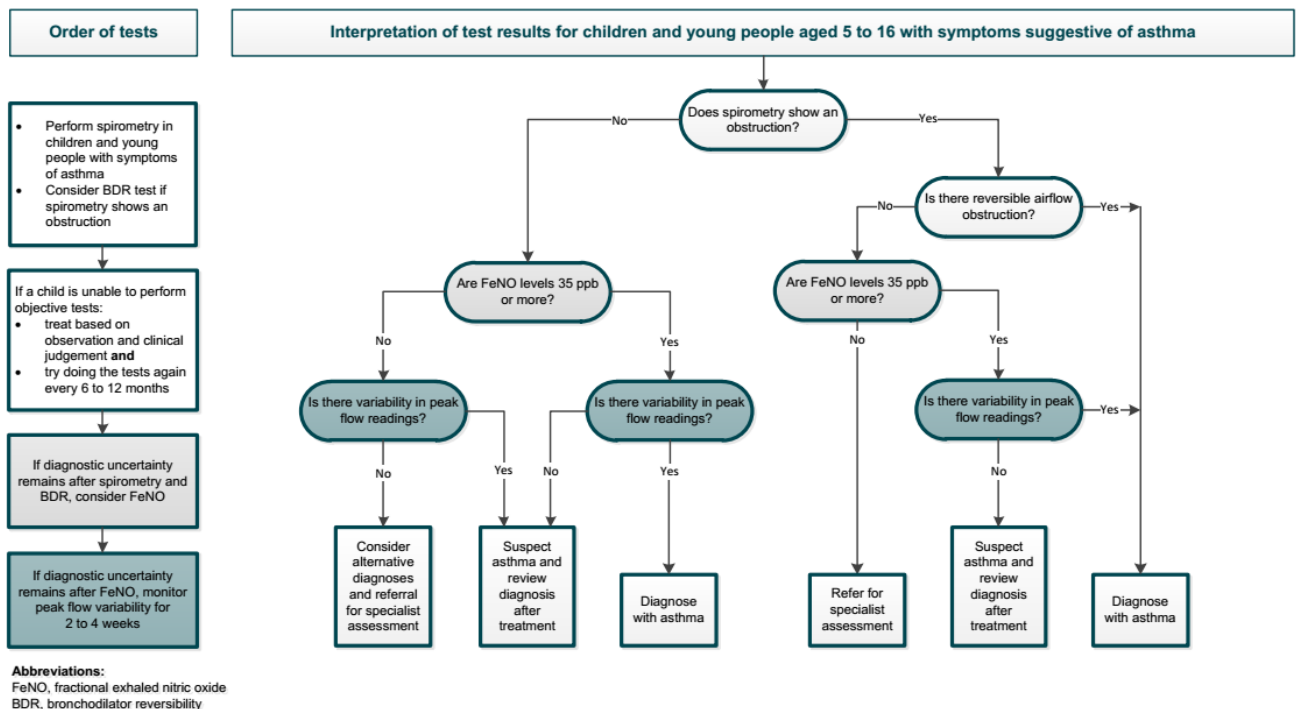 Order of tests
Interpretation of test results for children and young people aged 5 to 16 with symptoms suggestive of asthma
• Perform spirometry in
children and young
people with symptoms
of asthma
• Consider BDR test if
spirometry shows an
obstruction
If a child is unable to perform
objective tests:
• treat based on
observation and clinical
judgement and
• try doing the tests again
every 6 to 12 months
If diagnostic uncertainty
remains after spirometry and
BDR, consider FeNO
If diagnostic uncertainty
remains after FeNO, monitor
peak flow variability for
2 to 4 weeks
Abbreviations:
FeNO, fractional exhaled nitric oxide
BDR, bronchodilator reversibility
Does spirometry show an
obstruction?
No
Yes
Is there reversible airflow
obstruction?
No
Yes
Are FeNO levels 35 ppb
or more?
No
Yes
Are FeNO levels 35 ppb
or more?
No
Yes
Is there variability in peak
flow readings?
No
Yes
Is there variability in peak
flow readings?
No
Yes
Is there variability in peak
flow readings?
Yes
No
Consider
alternative
diagnoses
and referral
for specialist
assessment
Suspect
asthma and
review
diagnosis
after
treatment
Diagnose
with asthma
Refer for
specialist
assessment
Suspect
asthma and
review
diagnosis
after
treatment
Diagnose
with asthma